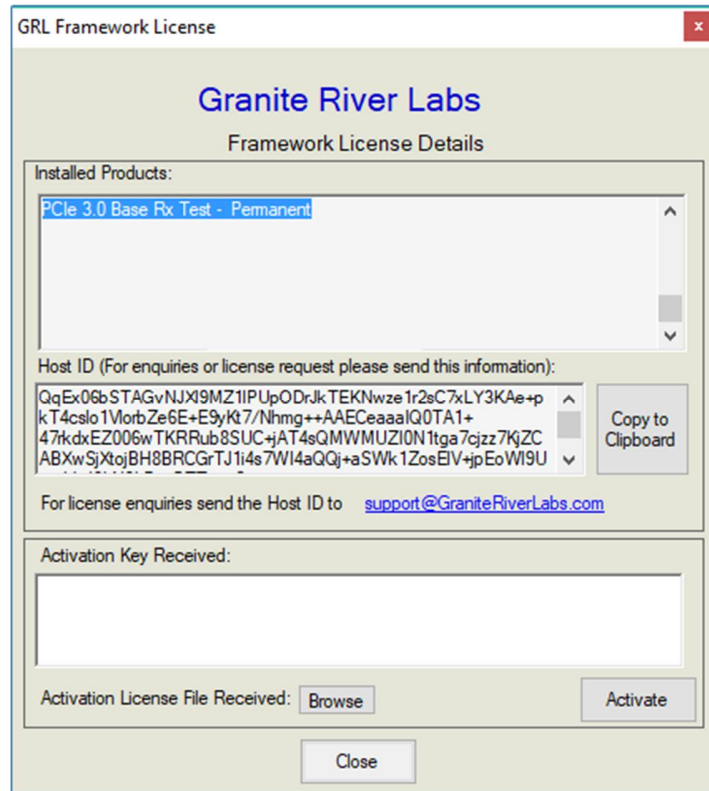 GRL Framework License
x
Granite River Labs
Framework License Details
Installed Products:
PCIe 3.0 Base Rx Test - Permanent
Host ID (For enquiries or license request please send this information):
QqEx06bSTAGvNJXI9MZ1lPUpODrJkTEKNwze1r2sC7xLY3KAe+p
kT4cslo1VlorbZe6E+E9yKt7/Nhmg++AAECeaaaIQ0TA1+
47rkdxEZ006wTKRRub8SUC+jAT4sQMWMUZI0N1tga7cjzz7KjZC
ABXwSjXtojBH8BRCGrTJ1i4s7WI4aQQj+aSWk1ZosEIV+jpEoWI9U
Copy to
Clipboard
For license enquiries send the Host ID to support@GraniteRiverLabs.com
Activation Key Received:
Activation License File Received: Browse
Activate
Close